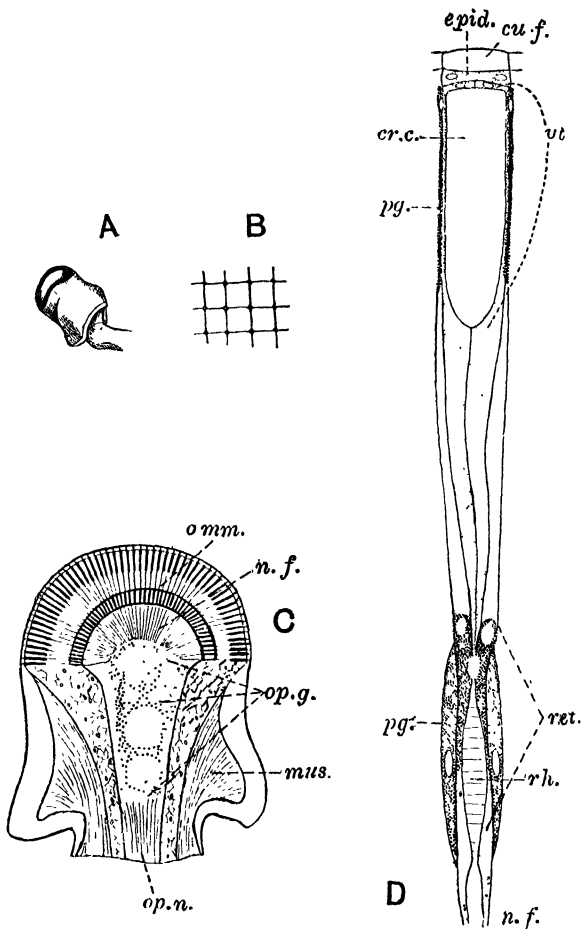 epid.
cu.f.
cr.c.
vt
pg.
A
B
omm.
n.f.
C
op.g.
mus.
op.n.
pg.
ret.
rh.
D
n.f.